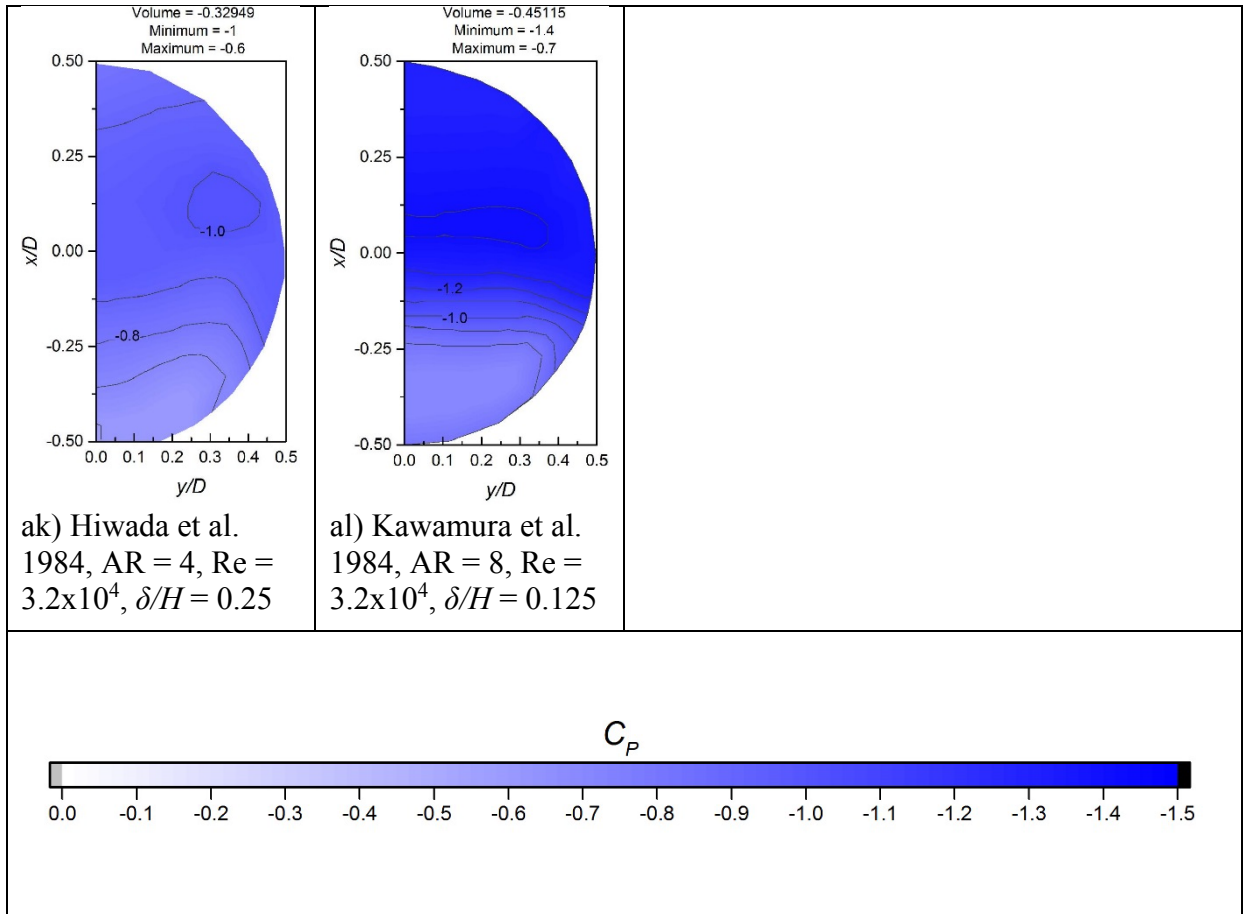 Volume = -0.32949
Minimum = -1
Maximum = -0.6
0.50
0.25
0.00
-0.25
-0.50
x/D
-1.0
-0.8
0.0 0.1 0.2 0.3 0.4 0.5
y/D
ak) Hiwada et al.
1984, AR = 4, Re =
3.2x10⁴, δ/H = 0.25
Volume = -0.45115
Minimum = -1.4
Maximum = -0.7
0.50
0.25
0.00
-0.25
-0.50
x/D
-1.2
-1.0
0.0 0.1 0.2 0.3 0.4 0.5
y/D
al) Kawamura et al.
1984, AR = 8, Re =
3.2x10⁴, δ/H = 0.125
C_P
0.0 -0.1 -0.2 -0.3 -0.4 -0.5 -0.6 -0.7 -0.8 -0.9 -1.0 -1.1 -1.2 -1.3 -1.4 -1.5